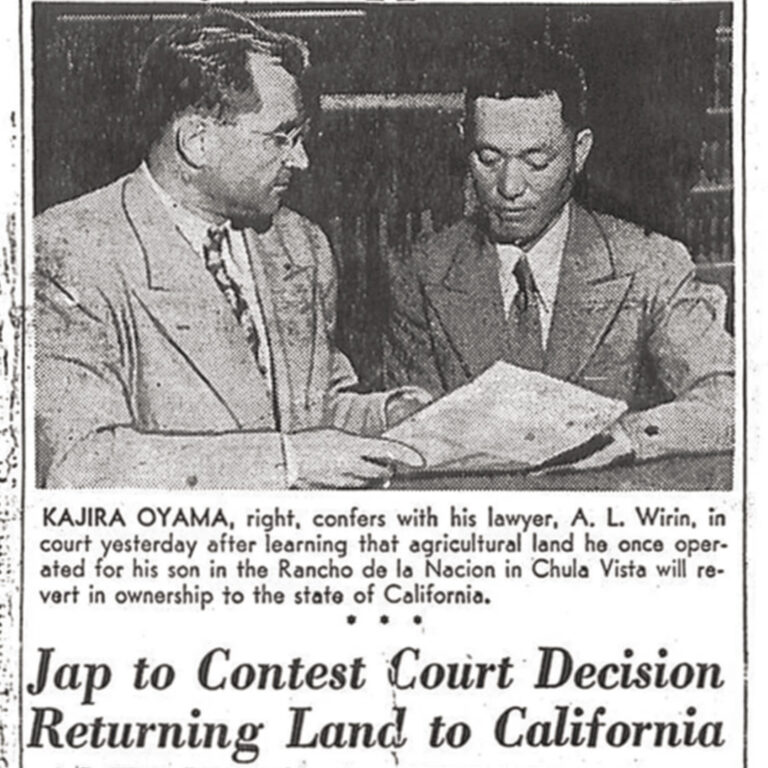 KAJIRA OYAMA, right, confers with his lawyer, A. L. Wirin, in
court yesterday after learning that agricultural land he once oper-
ated for his son in the Rancho de la Nacion in Chula Vista will re-
vert in ownership to the state of California.
• • •
Jap to Contest Court Decision
Returning Land to California